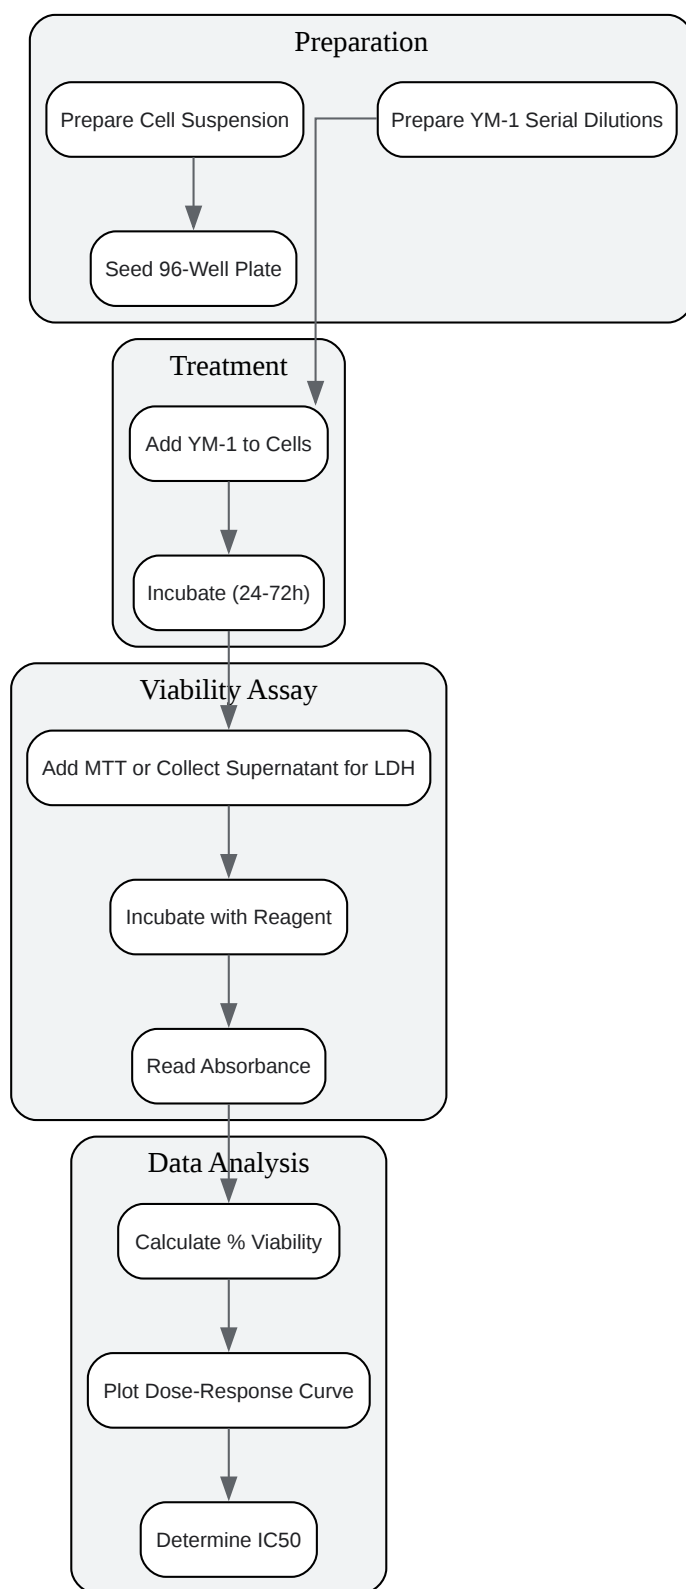 Preparation
Prepare Cell Suspension
Prepare YM-1 Serial Dilutions
Seed 96-Well Plate
Treatment
Add YM-1 to Cells
Incubate (24-72h)
Viability Assay
Add MTT or Collect Supernatant for LDH
Incubate with Reagent
Read Absorbance
Data Analysis
Calculate % Viability
Plot Dose-Response Curve
Determine IC50